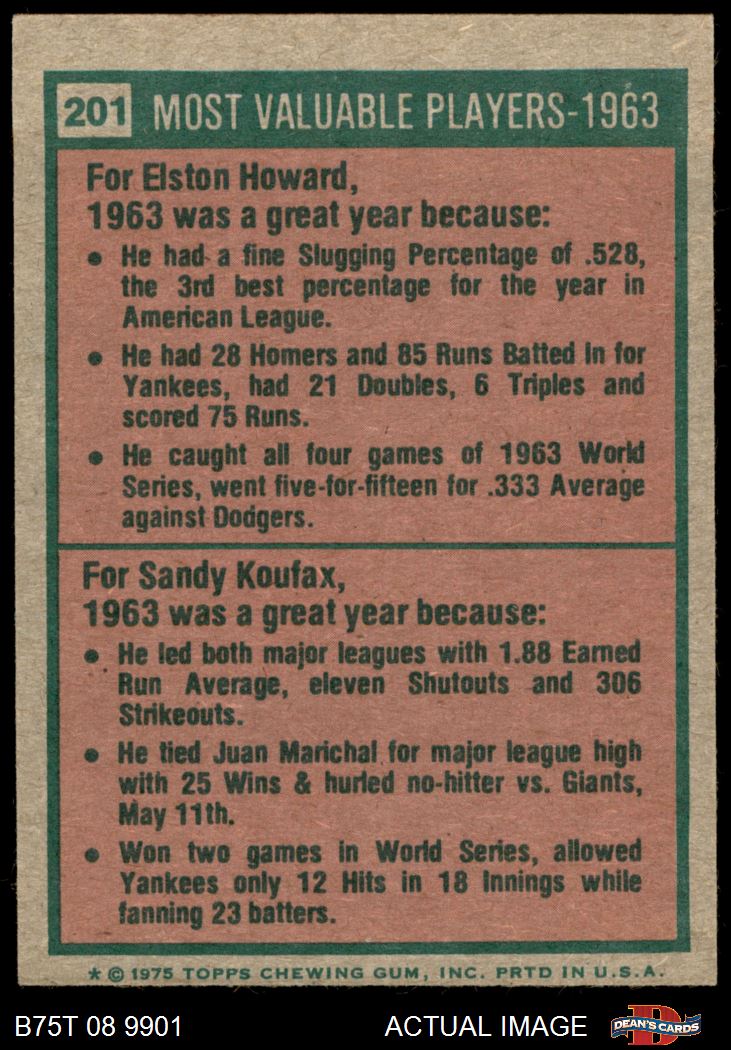 201 MOST VALUABLE PLAYERS-1963
For Elston Howard,
1963 was a great year because:
• He had a fine Slugging Percentage of .528,
the 3rd best percentage for the year in
American League.
• He had 28 Homers and 85 Runs Batted In for
Yankees, had 21 Doubles, 6 Triples and
scored 75 Runs.
• He caught all four games of 1963 World
Series, went five-for-fifteen for .333 Average
against Dodgers.
For Sandy Koufax,
1963 was a great year because:
• He led both major leagues with 1.88 Earned
Run Average, eleven Shutouts and 306
Strikeouts.
• He tied Juan Marichal for major league high
with 25 Wins & hurled no-hitter vs. Giants,
May 11th.
• Won two games in World Series, allowed
Yankees only 12 Hits in 18 Innings while
fanning 23 batters.
* © 1975 TOPPS CHEWING GUM, INC. PRTD IN U.S.A.
B75T 08 9901 ACTUAL IMAGE D DEAN'S CARDS